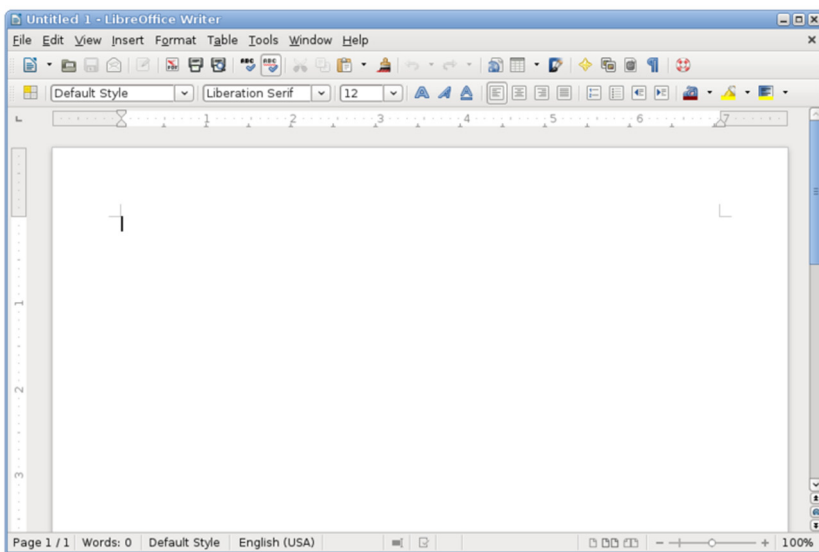 Untitled 1 - LibreOffice Writer
File Edit View Insert Format Table Tools Window Help
Default Style Liberation Serif 12
1 2 3 4 5 6 7
1
2
3
Page 1 / 1 Words: 0 Default Style English (USA) 100%